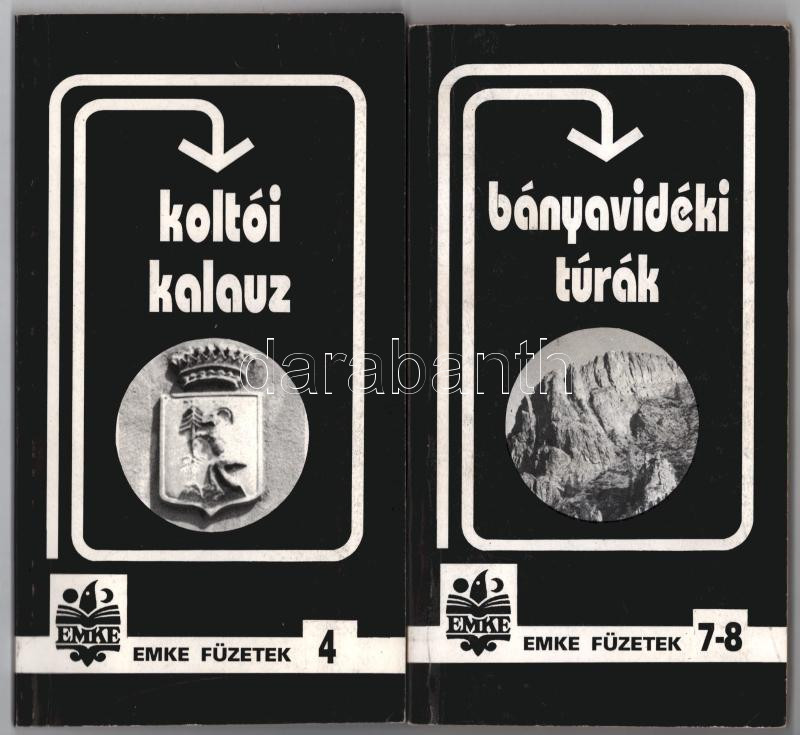 koltói
kalauz
EMKE
EMKE FÜZETEK 4
bányavidéki
túrák
EMKE
EMKE FÜZETEK 7-8
darabanth